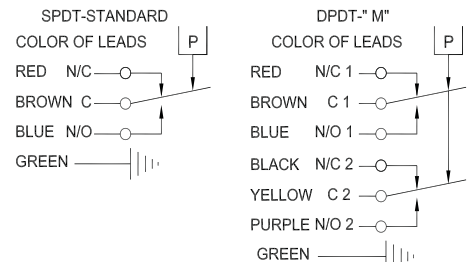 SPDT-STANDARD
COLOR OF LEADS P
RED N/C
BROWN C
BLUE N/O
GREEN
DPDT-" M"
COLOR OF LEADS P
RED N/C 1
BROWN C 1
BLUE N/O 1
BLACK N/C 2
YELLOW C 2
PURPLE N/O 2
GREEN